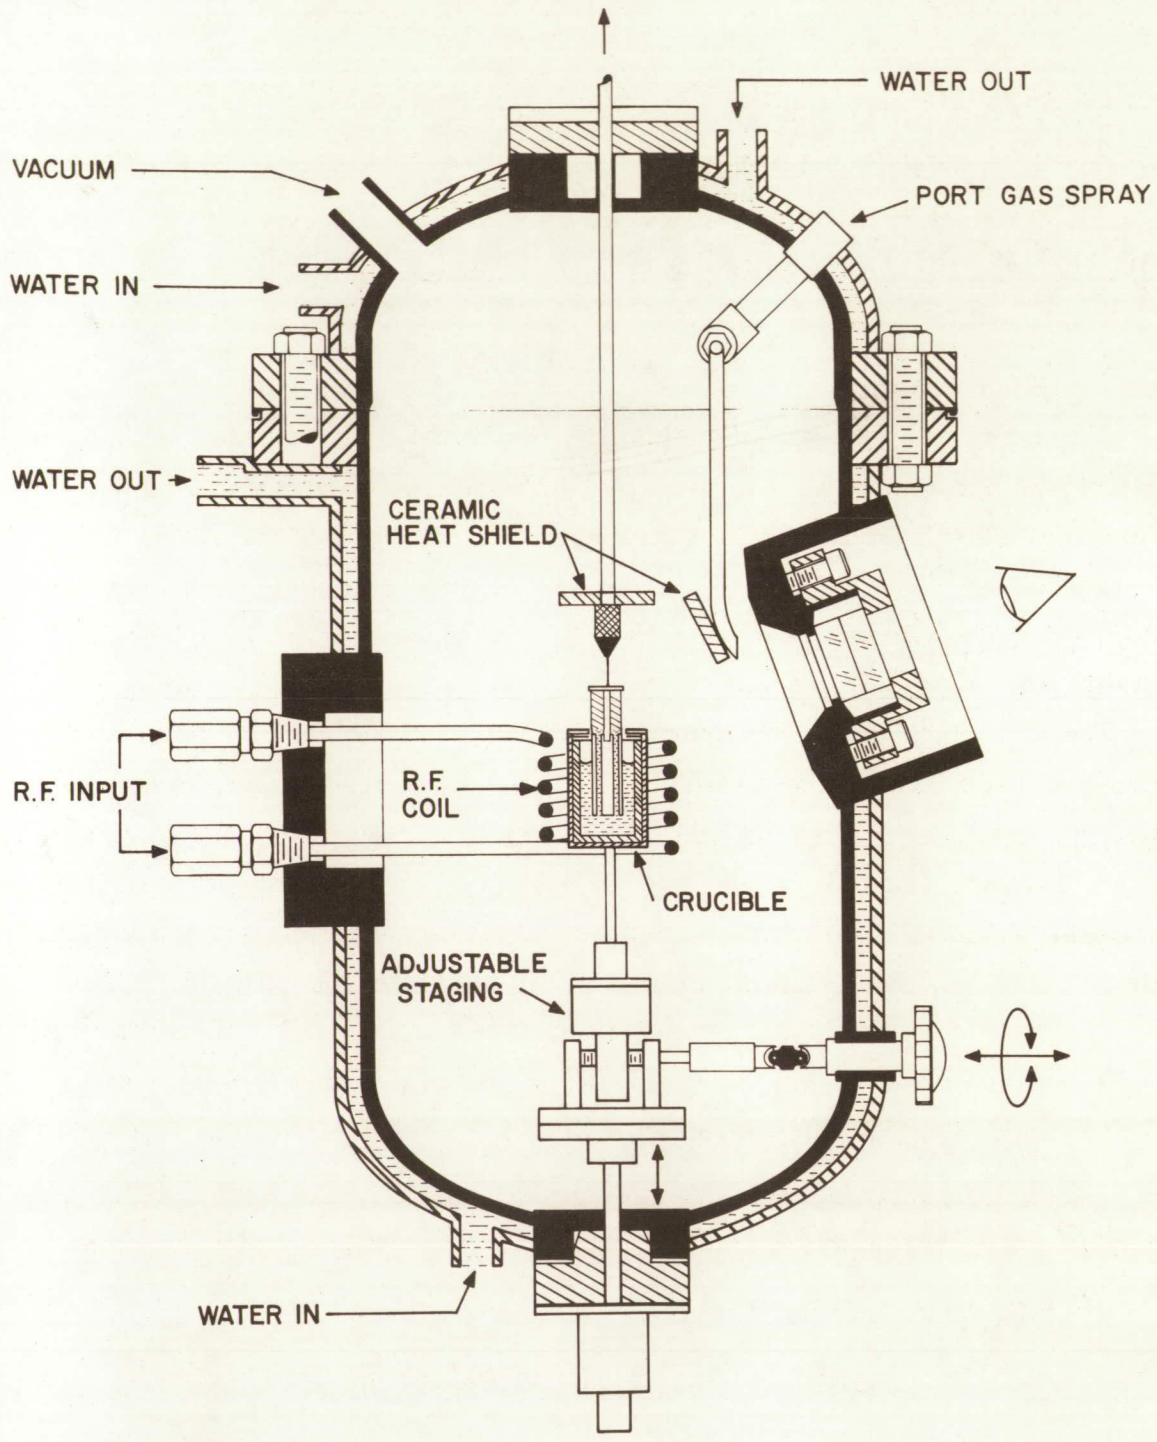 WATER OUT
VACUUM
PORT GAS SPRAY
WATER IN
WATER OUT
CERAMIC
HEAT SHIELD
R.F. INPUT
R.F.
COIL
CRUCIBLE
ADJUSTABLE
STAGING
WATER IN